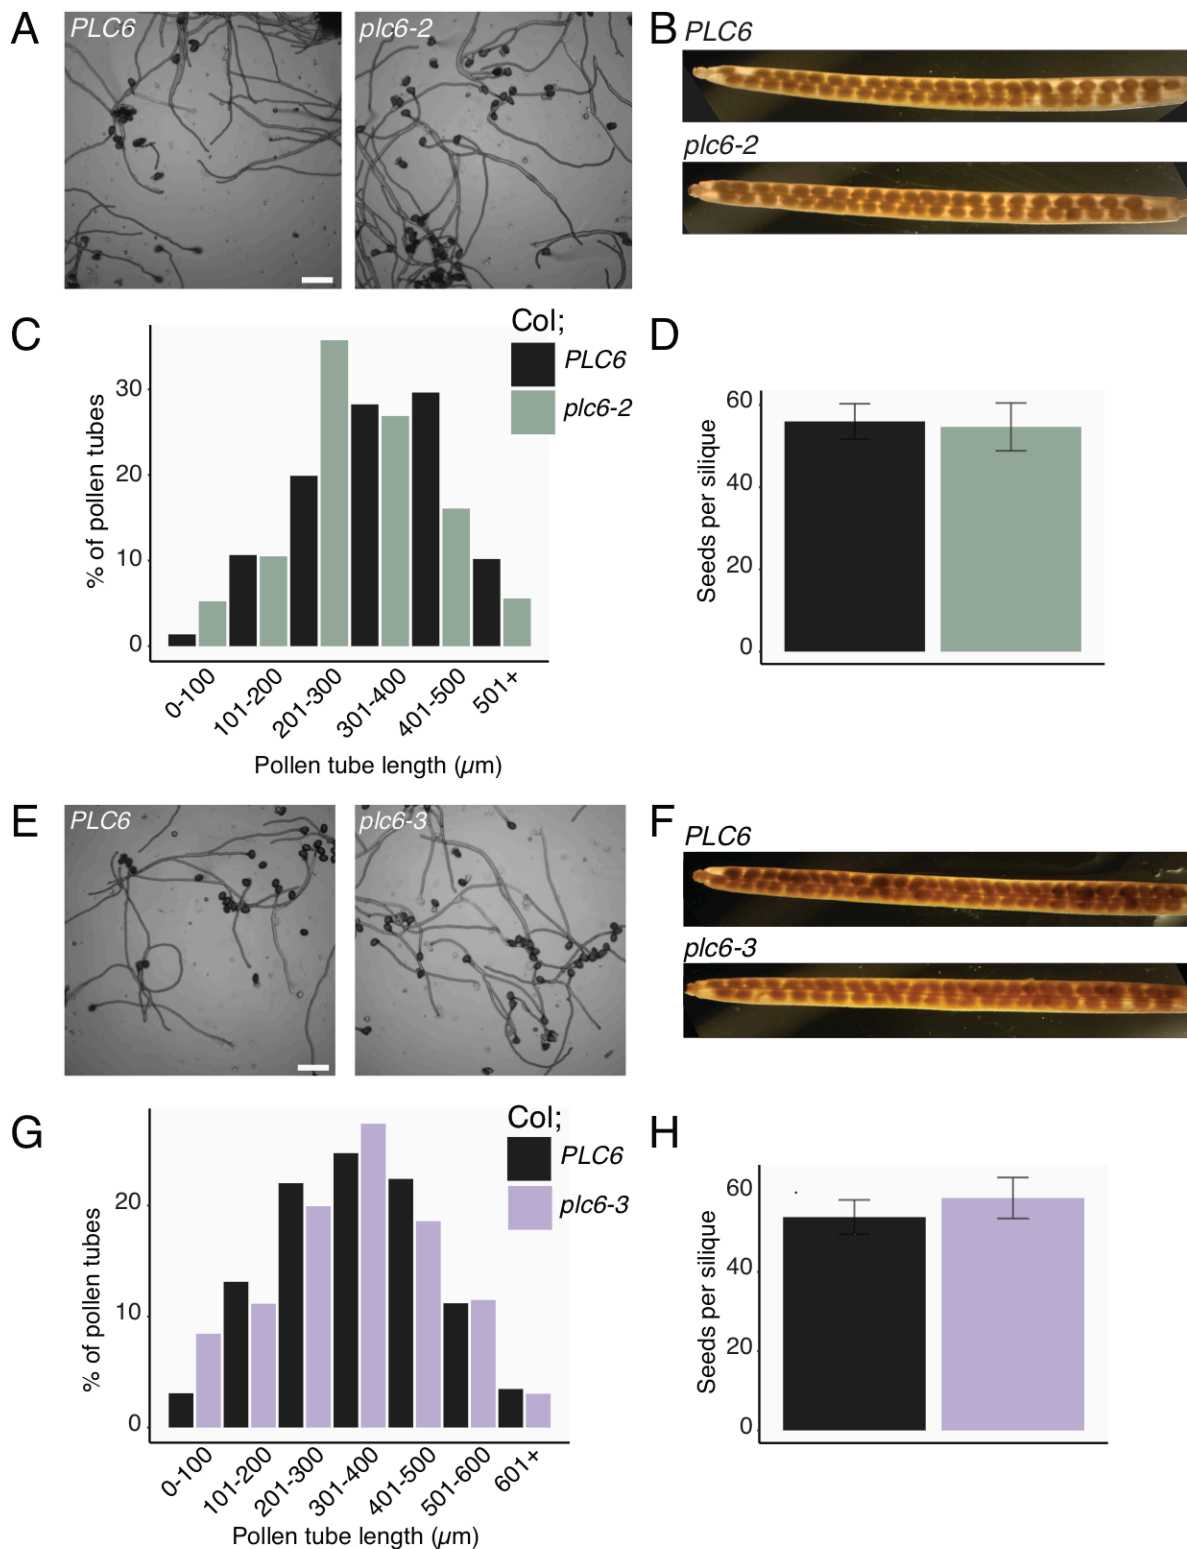 A
PLC6
plc6-2
B
PLC6
plc6-2
C
Col;
PLC6
plc6-2
% of pollen tubes
30
20
10
0
0-100
101-200
201-300
301-400
401-500
501+
Pollen tube length (µm)
D
Seeds per silique
60
40
20
0
E
PLC6
plc6-3
F
PLC6
plc6-3
G
Col;
PLC6
plc6-3
% of pollen tubes
20
10
0
0-100
101-200
201-300
301-400
401-500
501-600
601+
Pollen tube length (µm)
H
Seeds per silique
60
40
20
0